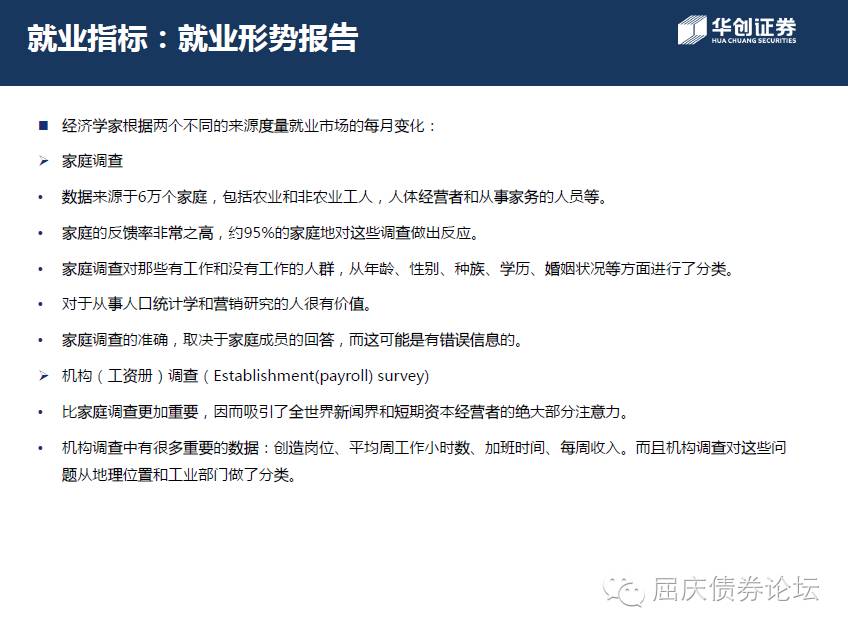 就业指标：就业形势报告
华创证券
HUA CHUANG SECURITIES
■ 经济学家根据两个不同的来源度量就业市场的每月变化：
➢ 家庭调查
• 数据来源于6万个家庭，包括农业和非农业工人，人体经营者和从事家务的人员等。
• 家庭的反馈率非常之高，约95%的家庭地对这些调查做出反应。
• 家庭调查对那些有工作和没有工作的人群，从年龄、性别、种族、学历、婚姻状况等方面进行了分类。
• 对于从事人口统计学和营销研究的人很有价值。
• 家庭调查的准确，取决于家庭成员的回答，而这可能是有错误信息的。
➢ 机构（工资册）调查（Establishment(payroll) survey)
• 比家庭调查更加重要，因而吸引了全世界新闻界和短期资本经营者的绝大部分注意力。
• 机构调查中有很多重要的数据：创造岗位、平均周工作小时数、加班时间、每周收入。而且机构调查对这些问
题从地理位置和工业部门做了分类。
屈庆债券论坛